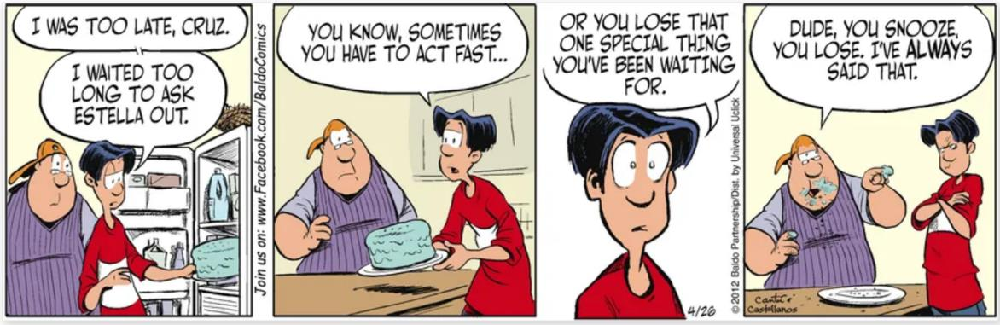 I WAS TOO LATE, CRUZ.
I WAITED TOO
LONG TO ASK
ESTELLA OUT.
Join us on: www.Facebook.com/BaldoComics
YOU KNOW, SOMETIMES
YOU HAVE TO ACT FAST...
OR YOU LOSE THAT
ONE SPECIAL THING
YOU'VE BEEN WAITING
FOR.
4/26
©2012 Baldo Partnership/Dist. by Universal Uclick
DUDE, YOU SNOOZE,
YOU LOSE. I'VE ALWAYS
SAID THAT.
Cantú é
Castellanos